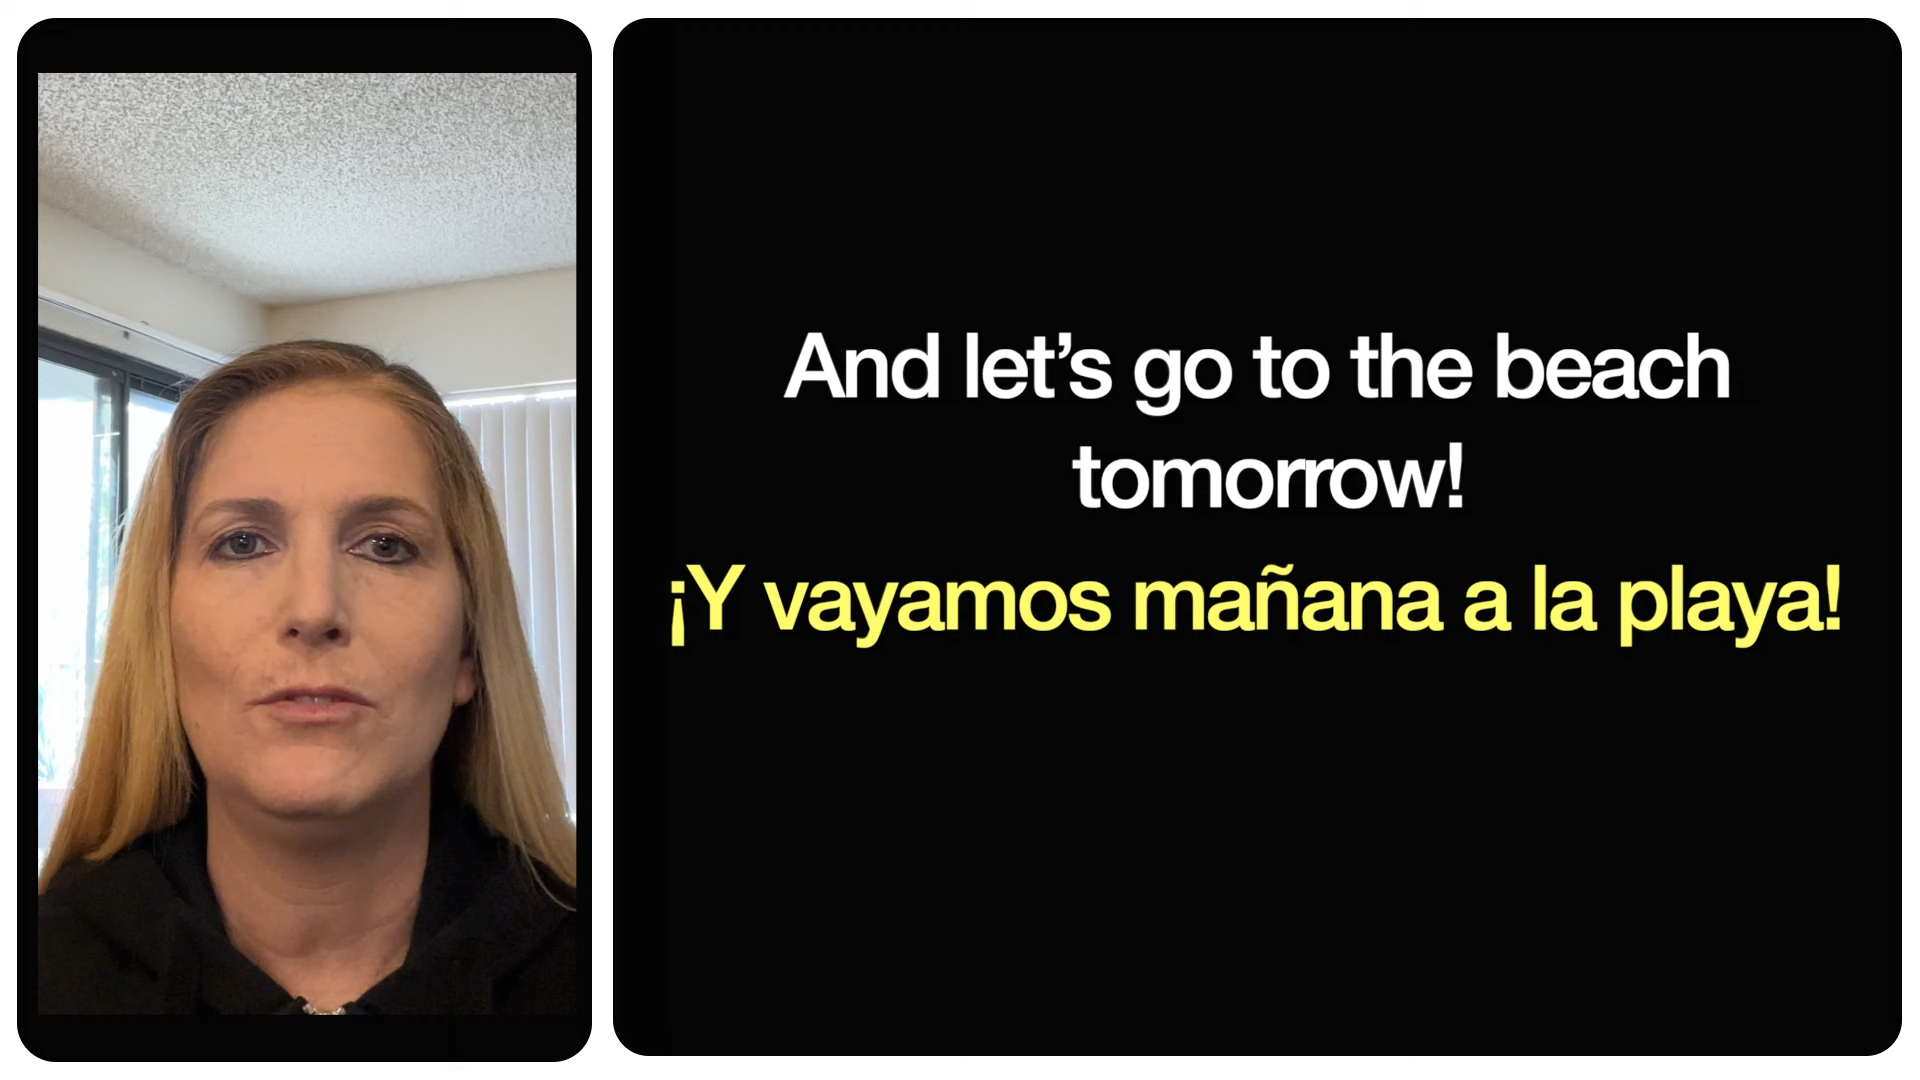 And let’s go to the beach
tomorrow!
¡Y vayamos mañana a la playa!